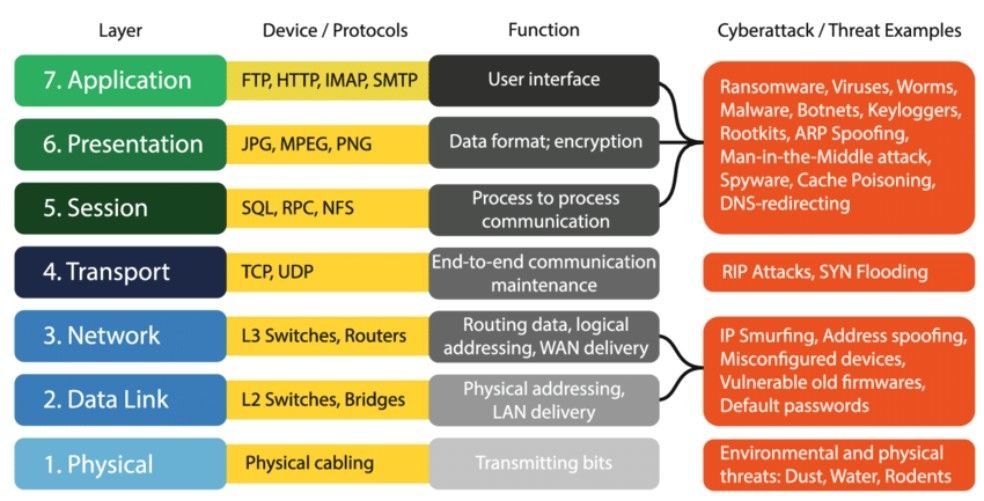 Layer
Device / Protocols
Function
Cyberattack / Threat Examples
7. Application
FTP, HTTP, IMAP, SMTP
User interface
6. Presentation
JPG, MPEG, PNG
Data format; encryption
5. Session
SQL, RPC, NFS
Process to process
communication
Ransomware, Viruses, Worms,
Malware, Botnets, Keyloggers,
Rootkits, ARP Spoofing,
Man-in-the-Middle attack,
Spyware, Cache Poisoning,
DNS-redirecting
4. Transport
TCP, UDP
End-to-end communication
maintenance
RIP Attacks, SYN Flooding
3. Network
L3 Switches, Routers
Routing data, logical
addressing, WAN delivery
2. Data Link
L2 Switches, Bridges
Physical addressing,
LAN delivery
IP Smurfing, Address spoofing,
Misconfigured devices,
Vulnerable old firmwares,
Default passwords
1. Physical
Physical cabling
Transmitting bits
Environmental and physical
threats: Dust, Water, Rodents